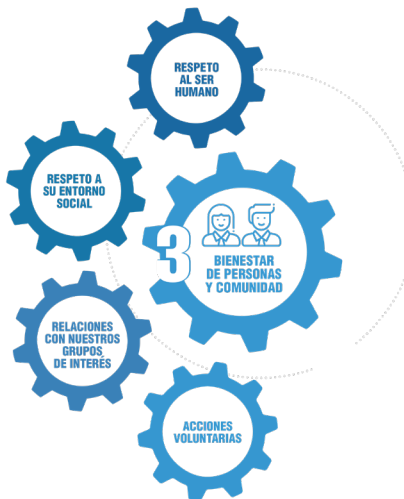 RESPETO
AL SER
HUMANO
RESPETO A
SU ENTORNO
SOCIAL
3
BIENESTAR
DE PERSONAS
Y COMUNIDAD
RELACIONES
CON NUESTROS
GRUPOS
DE INTERÉS
ACCIONES
VOLUNTARIAS